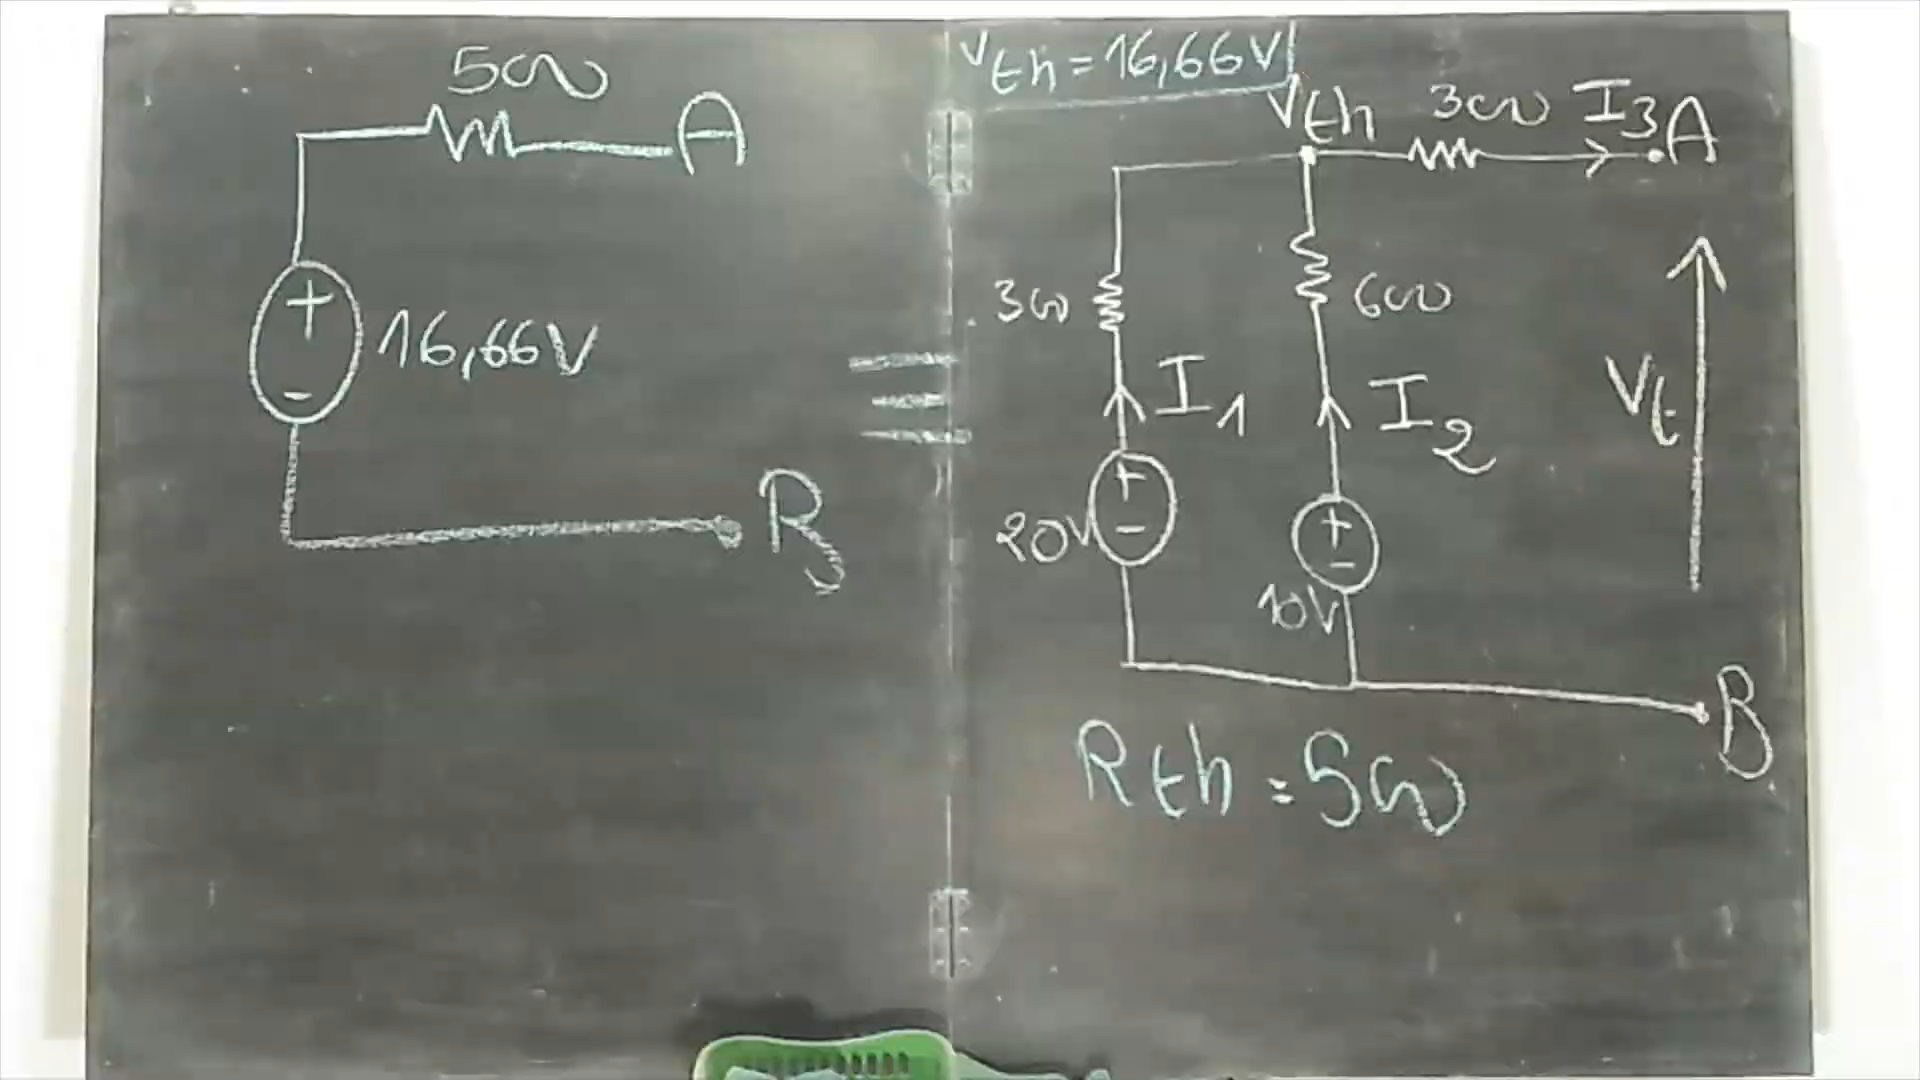 5ω
A
+
-
16,66V
B
Vth = 16,66V
Vth 3ω I3 A
3ω
6ω
I1
I2
Vt
+
-
20V
+
-
10V
B
Rth = 5ω